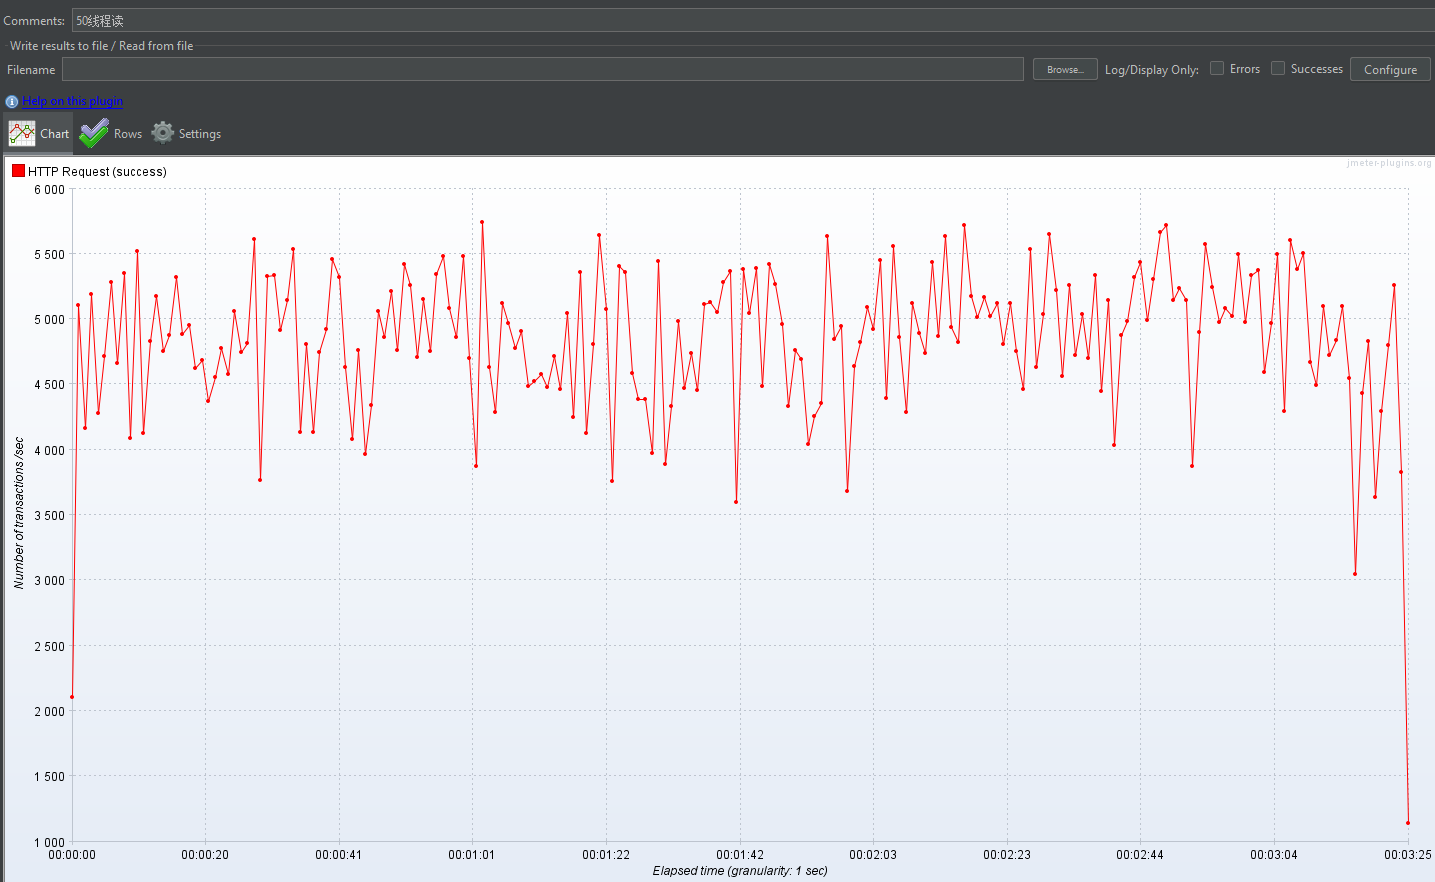 Comments: 50线程读
Write results to file / Read from file
Filename Browse... Log/Display Only: Errors Successes Configure
Help on this plugin
Chart Rows Settings
jmeter-plugins.org
HTTP Request (success)
6 000
5 500
5 000
4 500
4 000
3 500
3 000
2 500
2 000
1 500
1 000
Number of transactions /sec
00:00:00 00:00:20 00:00:41 00:01:01 00:01:22 00:01:42 00:02:03 00:02:23 00:02:44 00:03:04 00:03:25
Elapsed time (granularity: 1 sec)